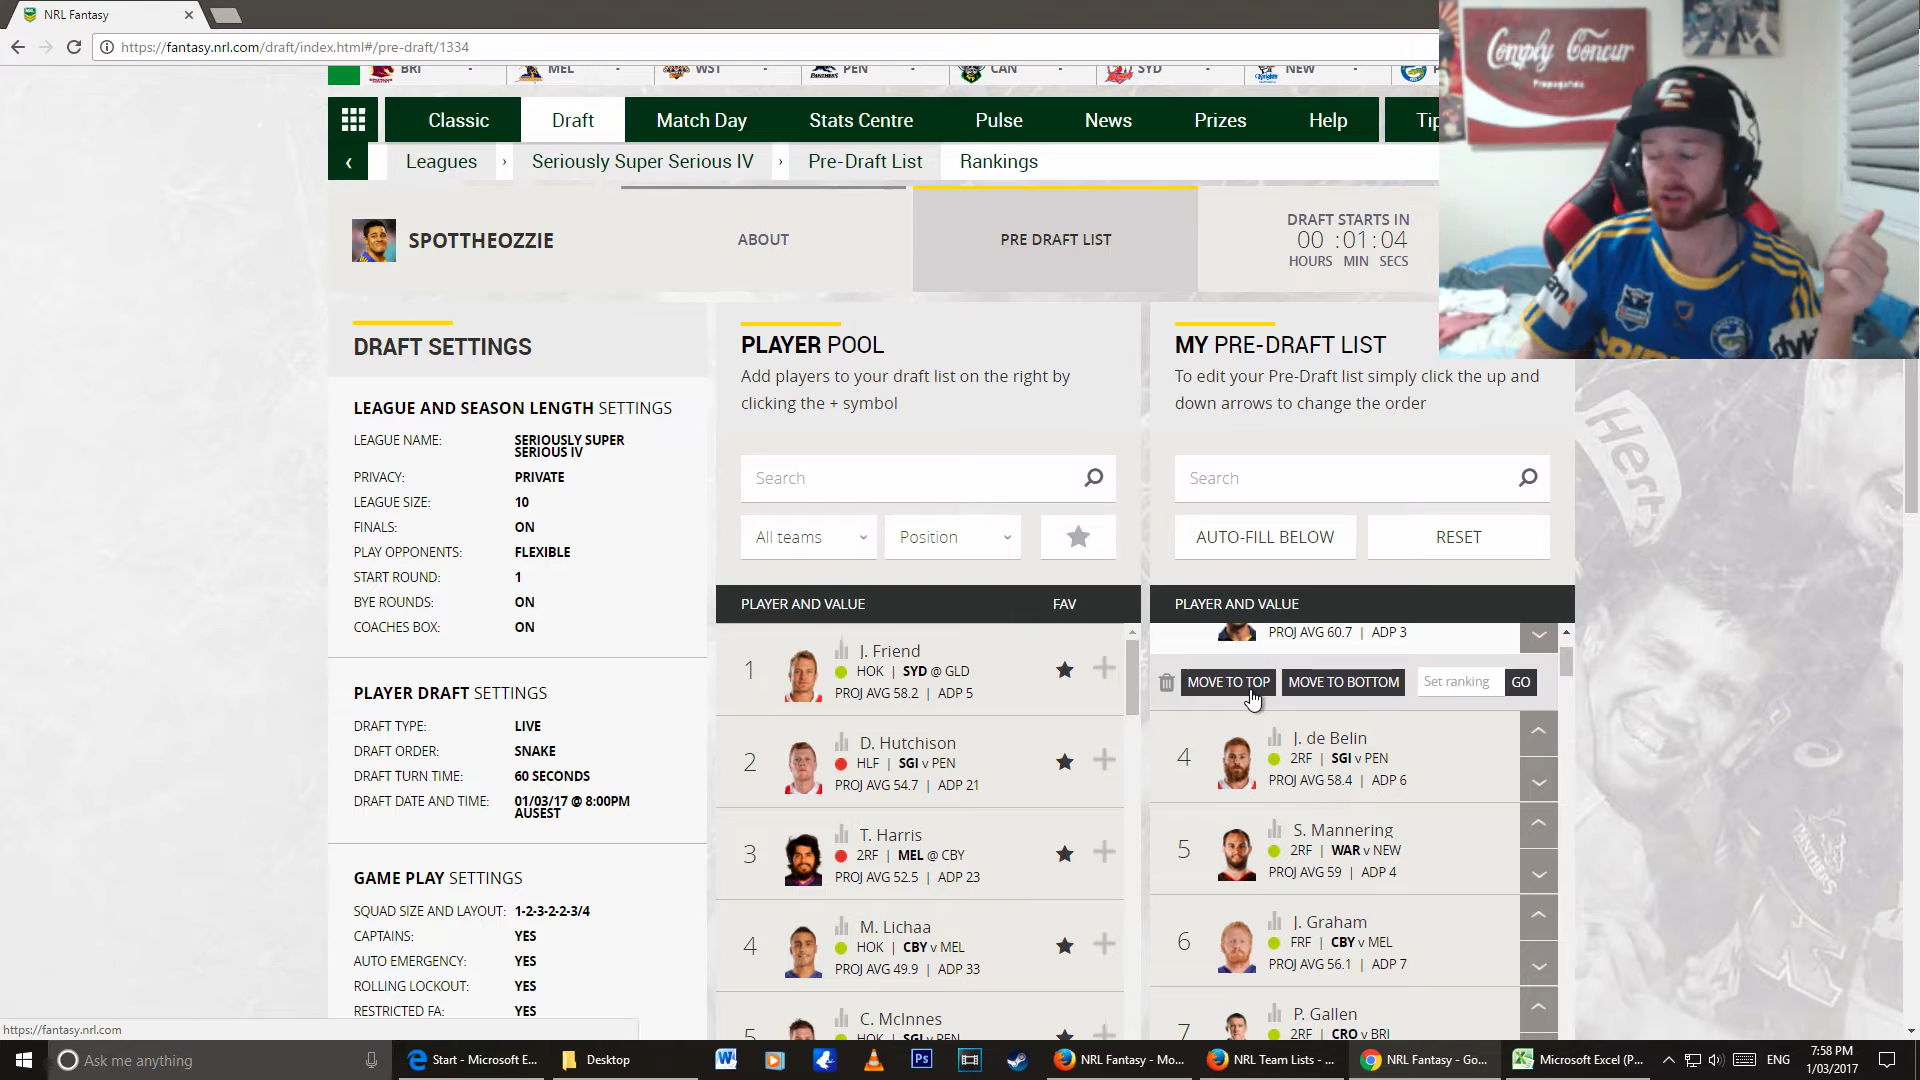 NRL Fantasy
https://fantasy.nrl.com/draft/index.html#/pre-draft/1334
BRI - MEL - WST - PEN - CAN - SYD - NEW -
Classic Draft Match Day Stats Centre Pulse News Prizes Help
Leagues › Seriously Super Serious IV › Pre-Draft List Rankings
Comply Concur
Propaganda
SPOTTHEOZZIE
ABOUT
PRE DRAFT LIST
DRAFT STARTS IN
00 :01:04
HOURS MIN SECS
DRAFT SETTINGS
LEAGUE AND SEASON LENGTH SETTINGS
LEAGUE NAME: SERIOUSLY SUPER
SERIOUS IV
PRIVACY: PRIVATE
LEAGUE SIZE: 10
FINALS: ON
PLAY OPPONENTS: FLEXIBLE
START ROUND: 1
BYE ROUNDS: ON
COACHES BOX: ON
PLAYER DRAFT SETTINGS
DRAFT TYPE: LIVE
DRAFT ORDER: SNAKE
DRAFT TURN TIME: 60 SECONDS
DRAFT DATE AND TIME: 01/03/17 @ 8:00PM
AUSEST
GAME PLAY SETTINGS
SQUAD SIZE AND LAYOUT: 1-2-3-2-2-3/4
CAPTAINS: YES
AUTO EMERGENCY: YES
ROLLING LOCKOUT: YES
RESTRICTED FA: YES
https://fantasy.nrl.com
PLAYER POOL
Add players to your draft list on the right by
clicking the + symbol
Search
All teams Position
PLAYER AND VALUE FAV
1 J. Friend
HOK | SYD @ GLD
PROJ AVG 58.2 | ADP 5
2 D. Hutchison
HLF | SGI v PEN
PROJ AVG 54.7 | ADP 21
3 T. Harris
2RF | MEL @ CBY
PROJ AVG 52.5 | ADP 23
4 M. Lichaa
HOK | CBY v MEL
PROJ AVG 49.9 | ADP 33
5 C. McInnes
HOK | SGI v PEN
MY PRE-DRAFT LIST
To edit your Pre-Draft list simply click the up and
down arrows to change the order
Search
AUTO-FILL BELOW RESET
PLAYER AND VALUE
PROJ AVG 60.7 | ADP 3
MOVE TO TOP MOVE TO BOTTOM Set ranking GO
4 J. de Belin
2RF | SGI v PEN
PROJ AVG 58.4 | ADP 6
5 S. Mannering
2RF | WAR v NEW
PROJ AVG 59 | ADP 4
6 J. Graham
FRF | CBY v MEL
PROJ AVG 56.1 | ADP 7
7 P. Gallen
2RF | CRO v BRI
Ask me anything
Start - Microsoft E...
Desktop
NRL Fantasy - Mo...
NRL Team Lists - ...
NRL Fantasy - Go...
Microsoft Excel (P...
ENG
7:58 PM
1/03/2017